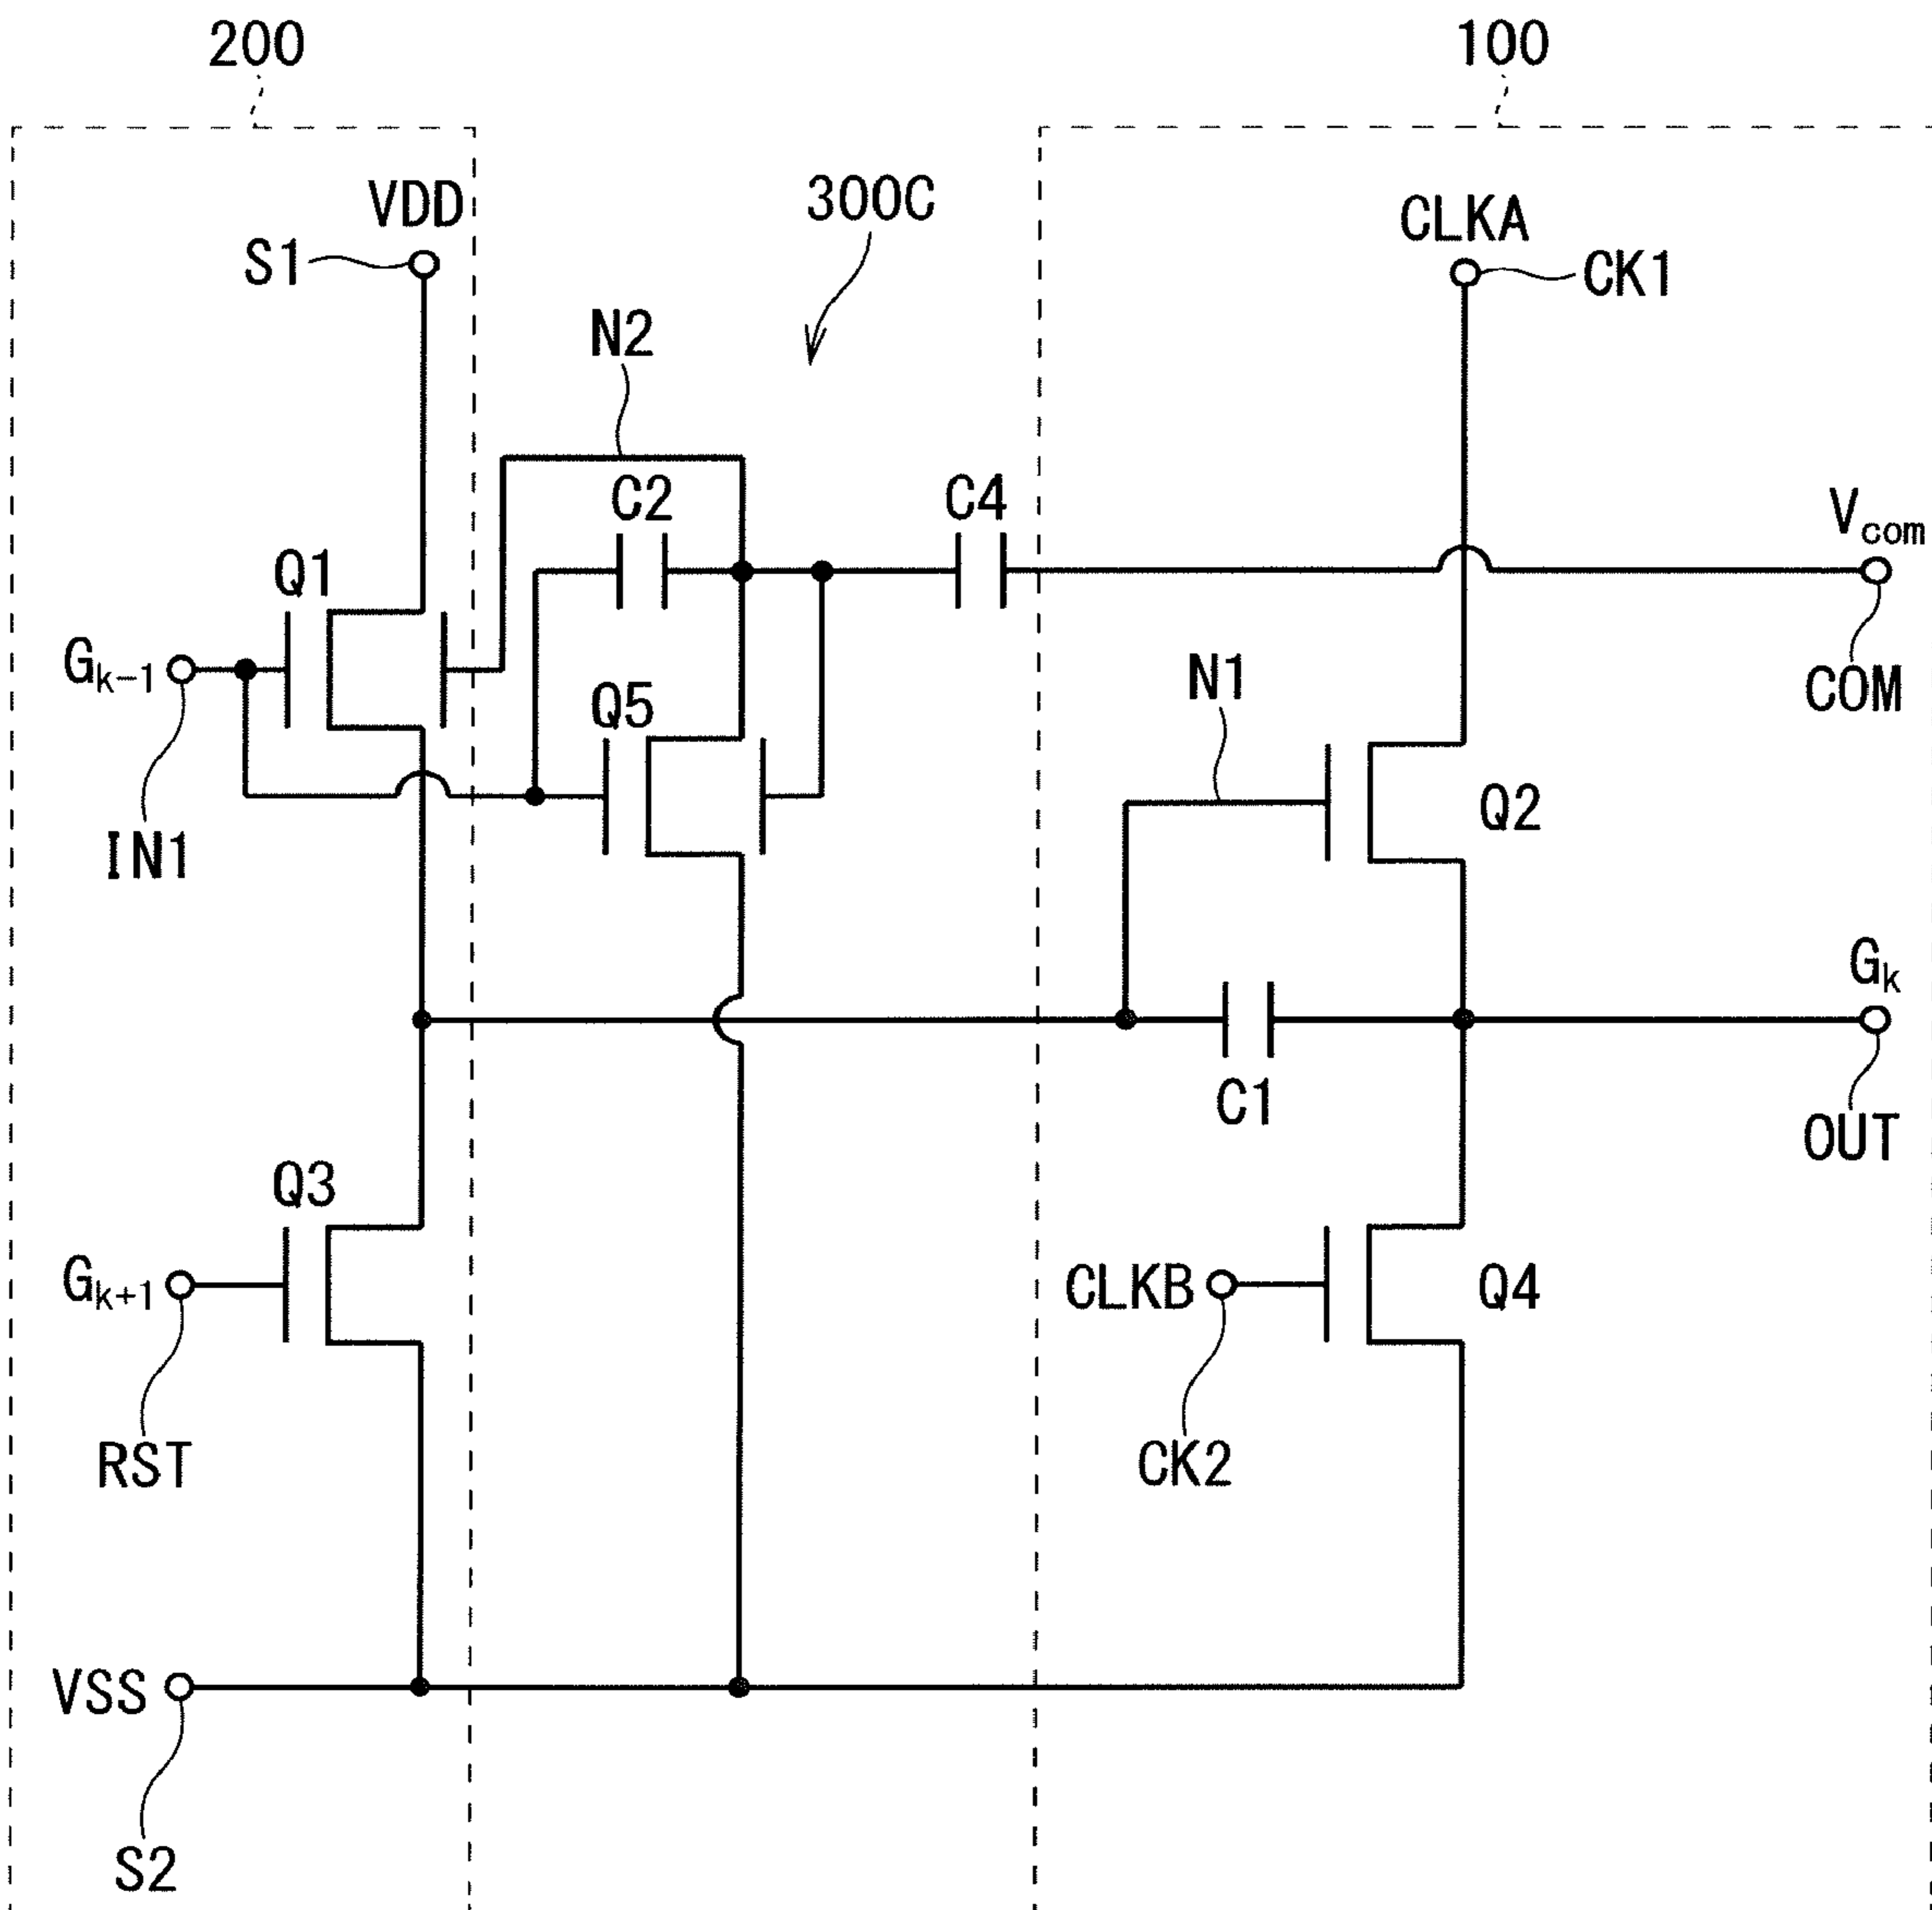 200
100
VDD
300C
CLKA
S1
CK1
N2
C2
C4
Vcom
Q1
Gk-1
N1
COM
Q5
Q2
IN1
Gk
C1
OUT
Q3
Gk+1
CLKB
Q4
RST
CK2
VSS
S2